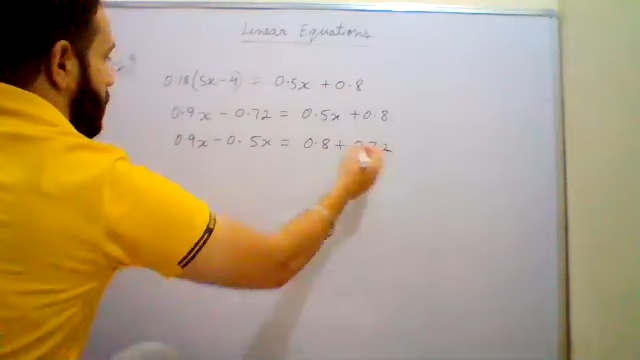 Linear Equations
0.18(5x-4) = 0.5x + 0.8
0.9x - 0.72 = 0.5x + 0.8
0.9x - 0.5x = 0.8 + 0.72